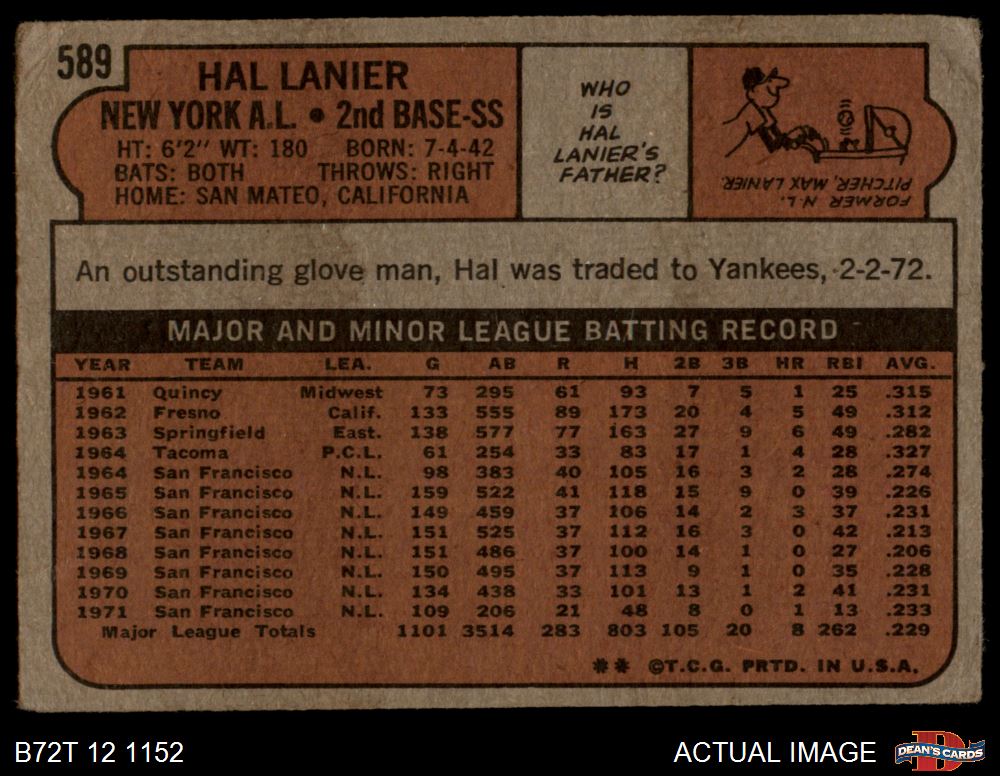 589
HAL LANIER
NEW YORK A.L. • 2nd BASE-SS
HT: 6'2" WT: 180 BORN: 7-4-42
BATS: BOTH THROWS: RIGHT
HOME: SAN MATEO, CALIFORNIA
WHO
IS
HAL
LANIER'S
FATHER?
FORMER N.L.
PITCHER, MAX LANIER.
An outstanding glove man, Hal was traded to Yankees, 2-2-72.
MAJOR AND MINOR LEAGUE BATTING RECORD
YEAR TEAM LEA. G AB R H 2B 3B HR RBI AVG.
1961 Quincy Midwest 73 295 61 93 7 5 1 25 .315
1962 Fresno Calif. 133 555 89 173 20 4 5 49 .312
1963 Springfield East. 138 577 77 163 27 9 6 49 .282
1964 Tacoma P.C.L. 61 254 33 83 17 1 4 28 .327
1964 San Francisco N.L. 98 383 40 105 16 3 2 28 .274
1965 San Francisco N.L. 159 522 41 118 15 9 0 39 .226
1966 San Francisco N.L. 149 459 37 106 14 2 3 37 .231
1967 San Francisco N.L. 151 525 37 112 16 3 0 42 .213
1968 San Francisco N.L. 151 486 37 100 14 1 0 27 .206
1969 San Francisco N.L. 150 495 37 113 9 1 0 35 .228
1970 San Francisco N.L. 134 438 33 101 13 1 2 41 .231
1971 San Francisco N.L. 109 206 21 48 8 0 1 13 .233
Major League Totals 1101 3514 283 803 105 20 8 262 .229
** ©T.C.G. PRTD. IN U.S.A.
B72T 12 1152
ACTUAL IMAGE
D
DEAN'S CARDS